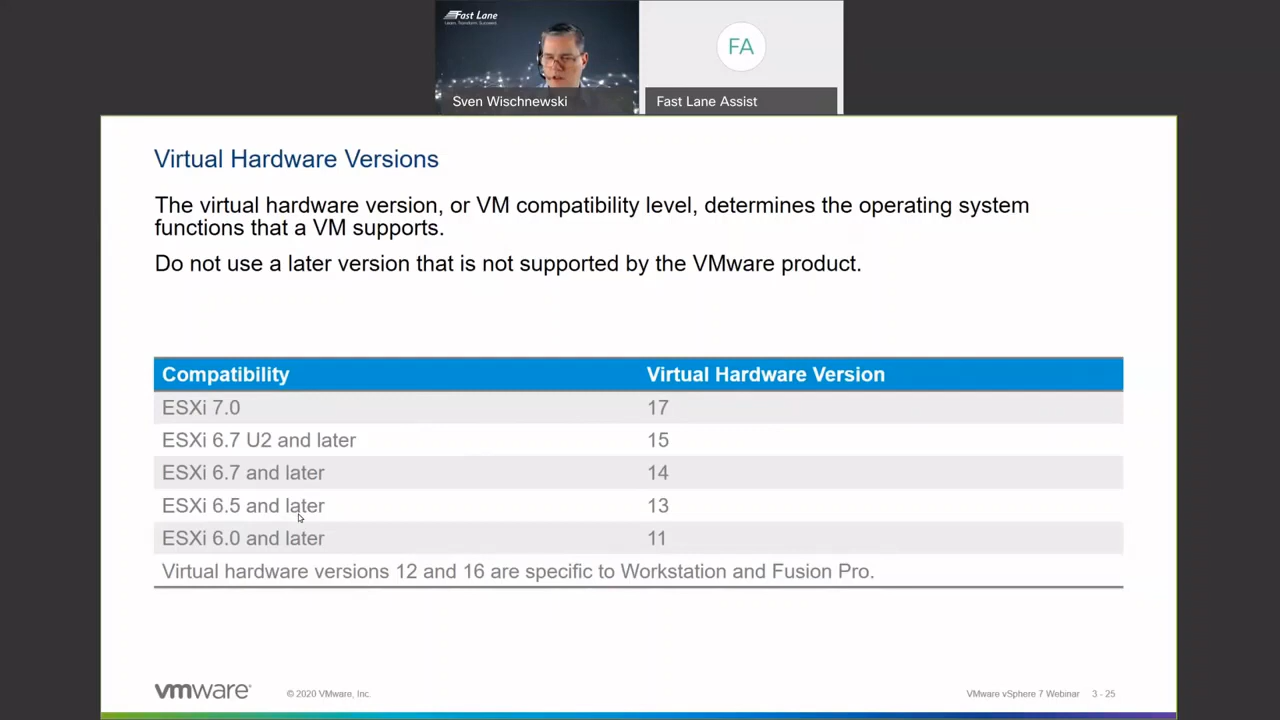 Fast Lane
Sven Wischnewski
FA
Fast Lane Assist
Virtual Hardware Versions
The virtual hardware version, or VM compatibility level, determines the operating system
functions that a VM supports.
Do not use a later version that is not supported by the VMware product.
Compatibility Virtual Hardware Version
ESXi 7.0 17
ESXi 6.7 U2 and later 15
ESXi 6.7 and later 14
ESXi 6.5 and later 13
ESXi 6.0 and later 11
Virtual hardware versions 12 and 16 are specific to Workstation and Fusion Pro.
vmware® © 2020 VMware, Inc. VMware vSphere 7 Webinar 3 - 25